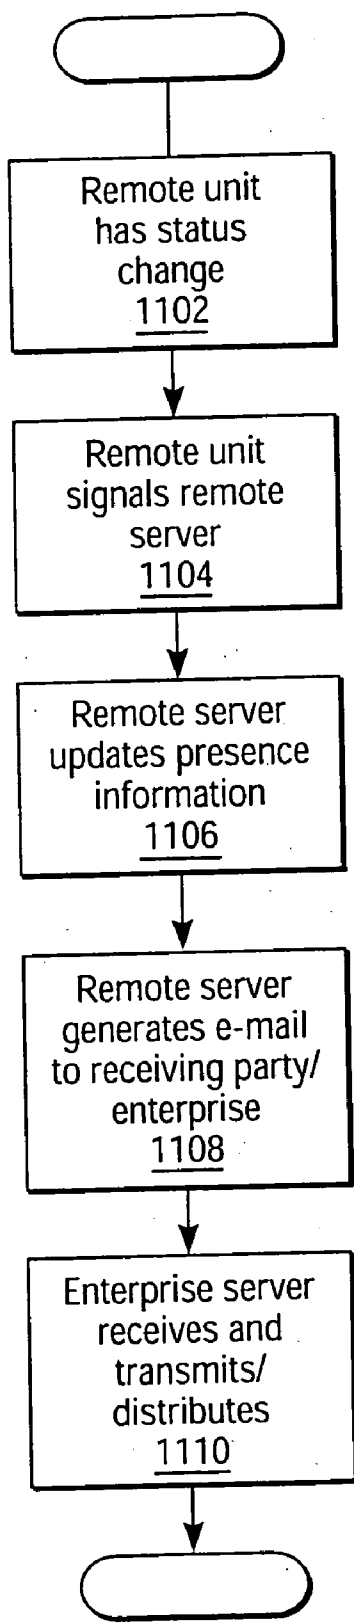 Remote unit
has status
change
1102
Remote unit
signals remote
server
1104
Remote server
updates presence
information
1106
Remote server
generates e-mail
to receiving party/
enterprise
1108
Enterprise server
receives and
transmits/
distributes
1110